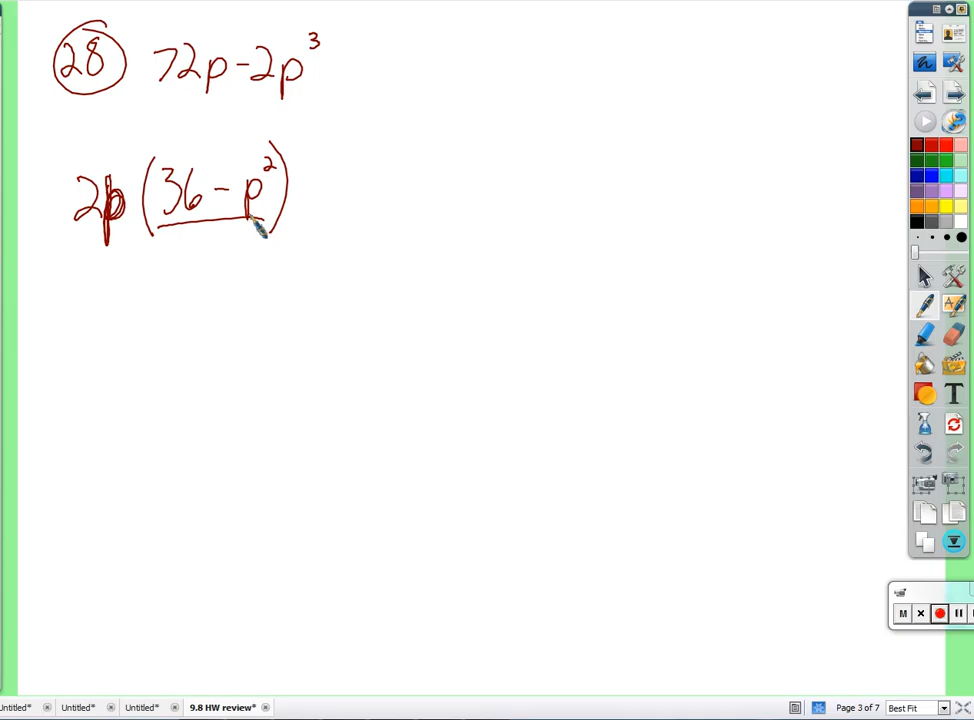 28 72p-2p³
2p(36-p²)
M
Untitled* Untitled* Untitled* 9.8 HW review* Page 3 of 7 Best Fit